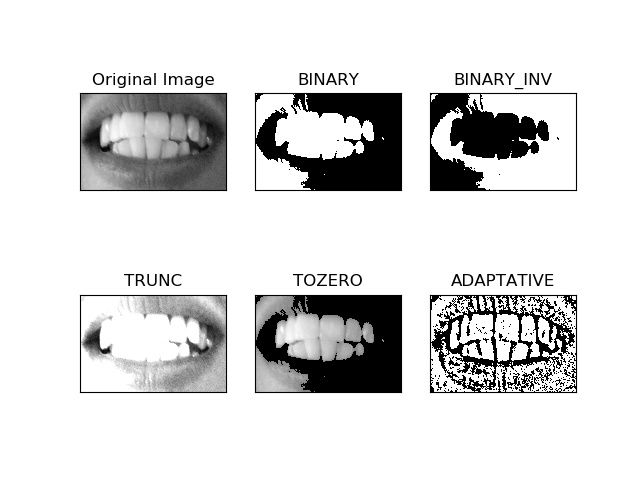 Original Image
BINARY
BINARY_INV
TRUNC
TOZERO
ADAPTATIVE